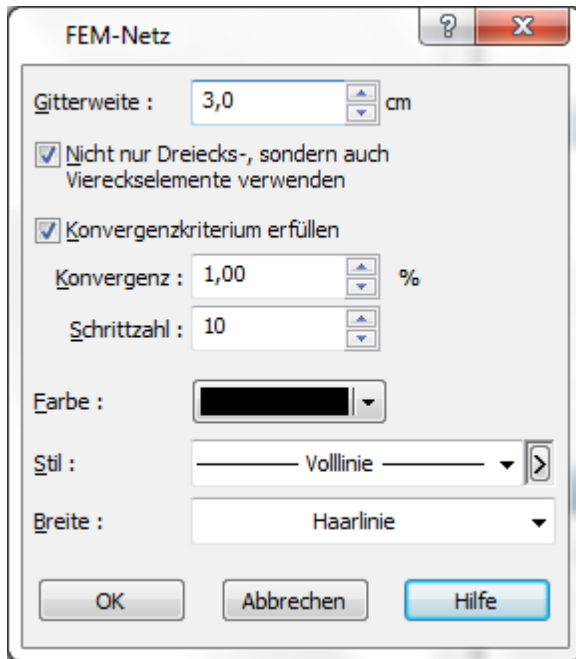 FEM-Netz
Gitterweite : 3,0 cm
Nicht nur Dreiecks-, sondern auch
Viereckselemente verwenden
Konvergenzkriterium erfüllen
Konvergenz : 1,00 %
Schrittzahl : 10
Farbe :
Stil : Volllinie >
Breite : Haarlinie
OK Abbrechen Hilfe